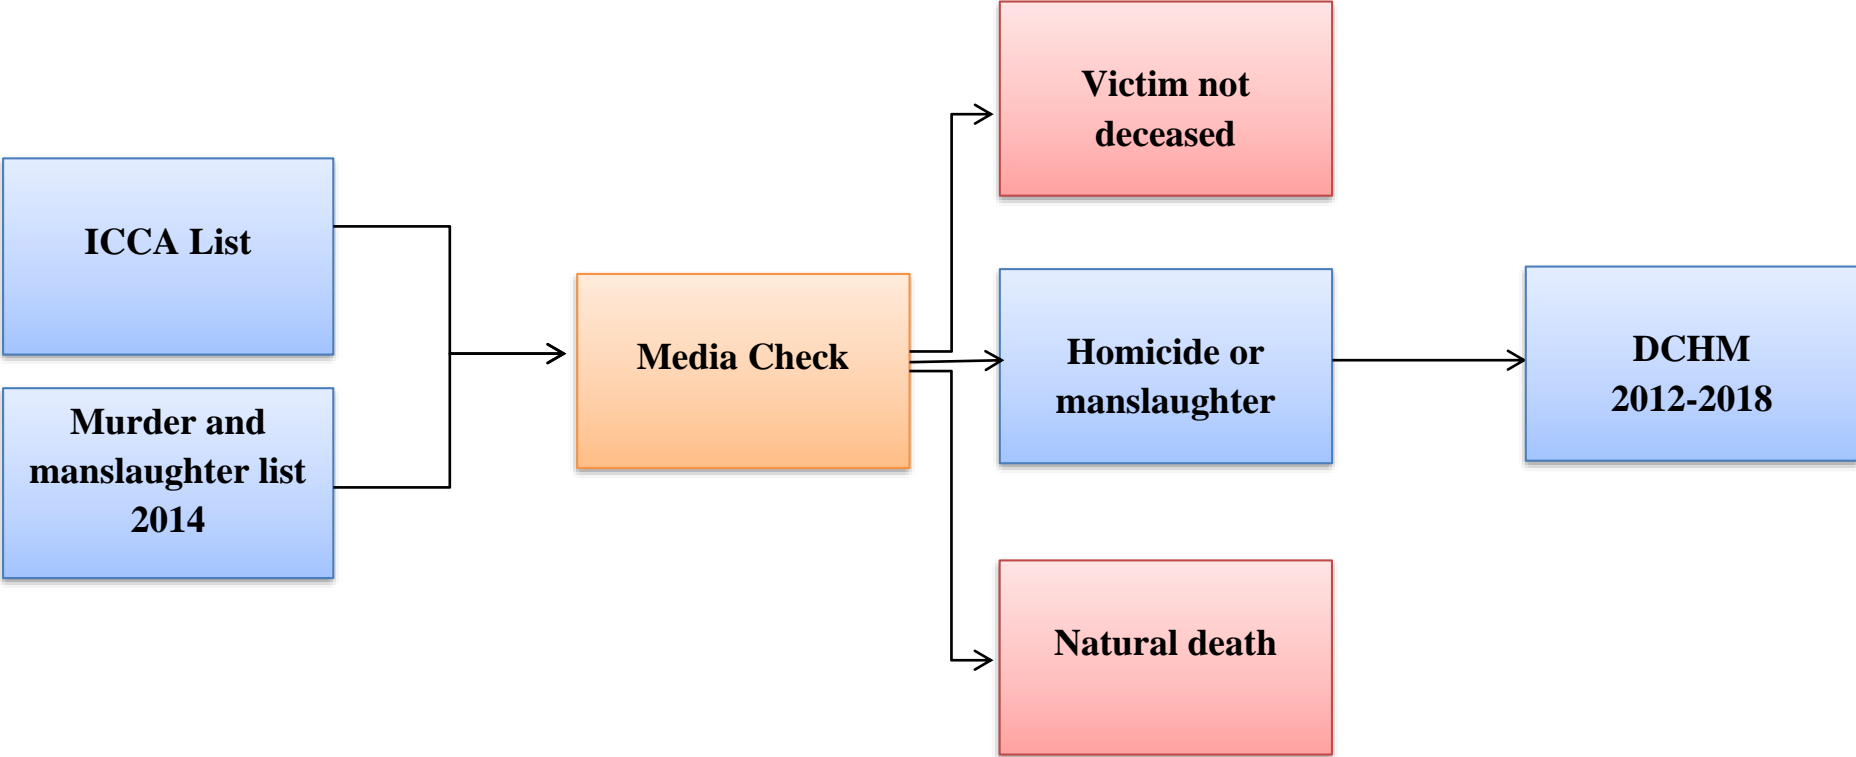 ICCA List
Murder and
manslaughter list
2014
Media Check
Victim not
deceased
Homicide or
manslaughter
Natural death
DCHM
2012-2018